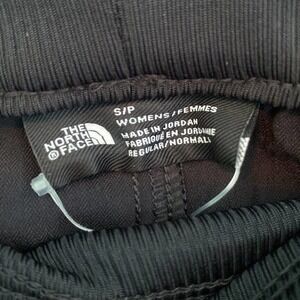 THE
NORTH
FACE®
S/P
WOMENS/FEMMES
MADE IN JORDAN
FABRIQUÉ EN JORDANIE
REGULAR/NORMAL